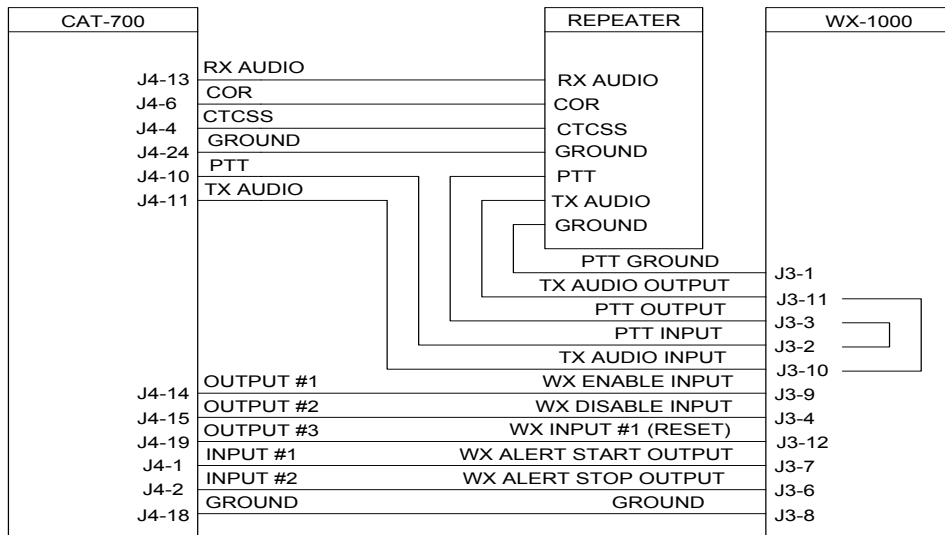 CAT-700 REPEATER WX-1000
RX AUDIO
J4-13 RX AUDIO
COR
J4-6 COR
CTCSS
J4-4 CTCSS
GROUND
J4-24 GROUND
PTT
J4-10 PTT
TX AUDIO
J4-11 TX AUDIO
GROUND
PTT GROUND
J3-1
TX AUDIO OUTPUT
J3-11
PTT OUTPUT
J3-3
PTT INPUT
J3-2
TX AUDIO INPUT
J3-10
OUTPUT #1 WX ENABLE INPUT
J4-14 J3-9
OUTPUT #2 WX DISABLE INPUT
J4-15 J3-4
OUTPUT #3 WX INPUT #1 (RESET)
J4-19 J3-12
INPUT #1 WX ALERT START OUTPUT
J4-1 J3-7
INPUT #2 WX ALERT STOP OUTPUT
J4-2 J3-6
GROUND GROUND
J4-18 J3-8